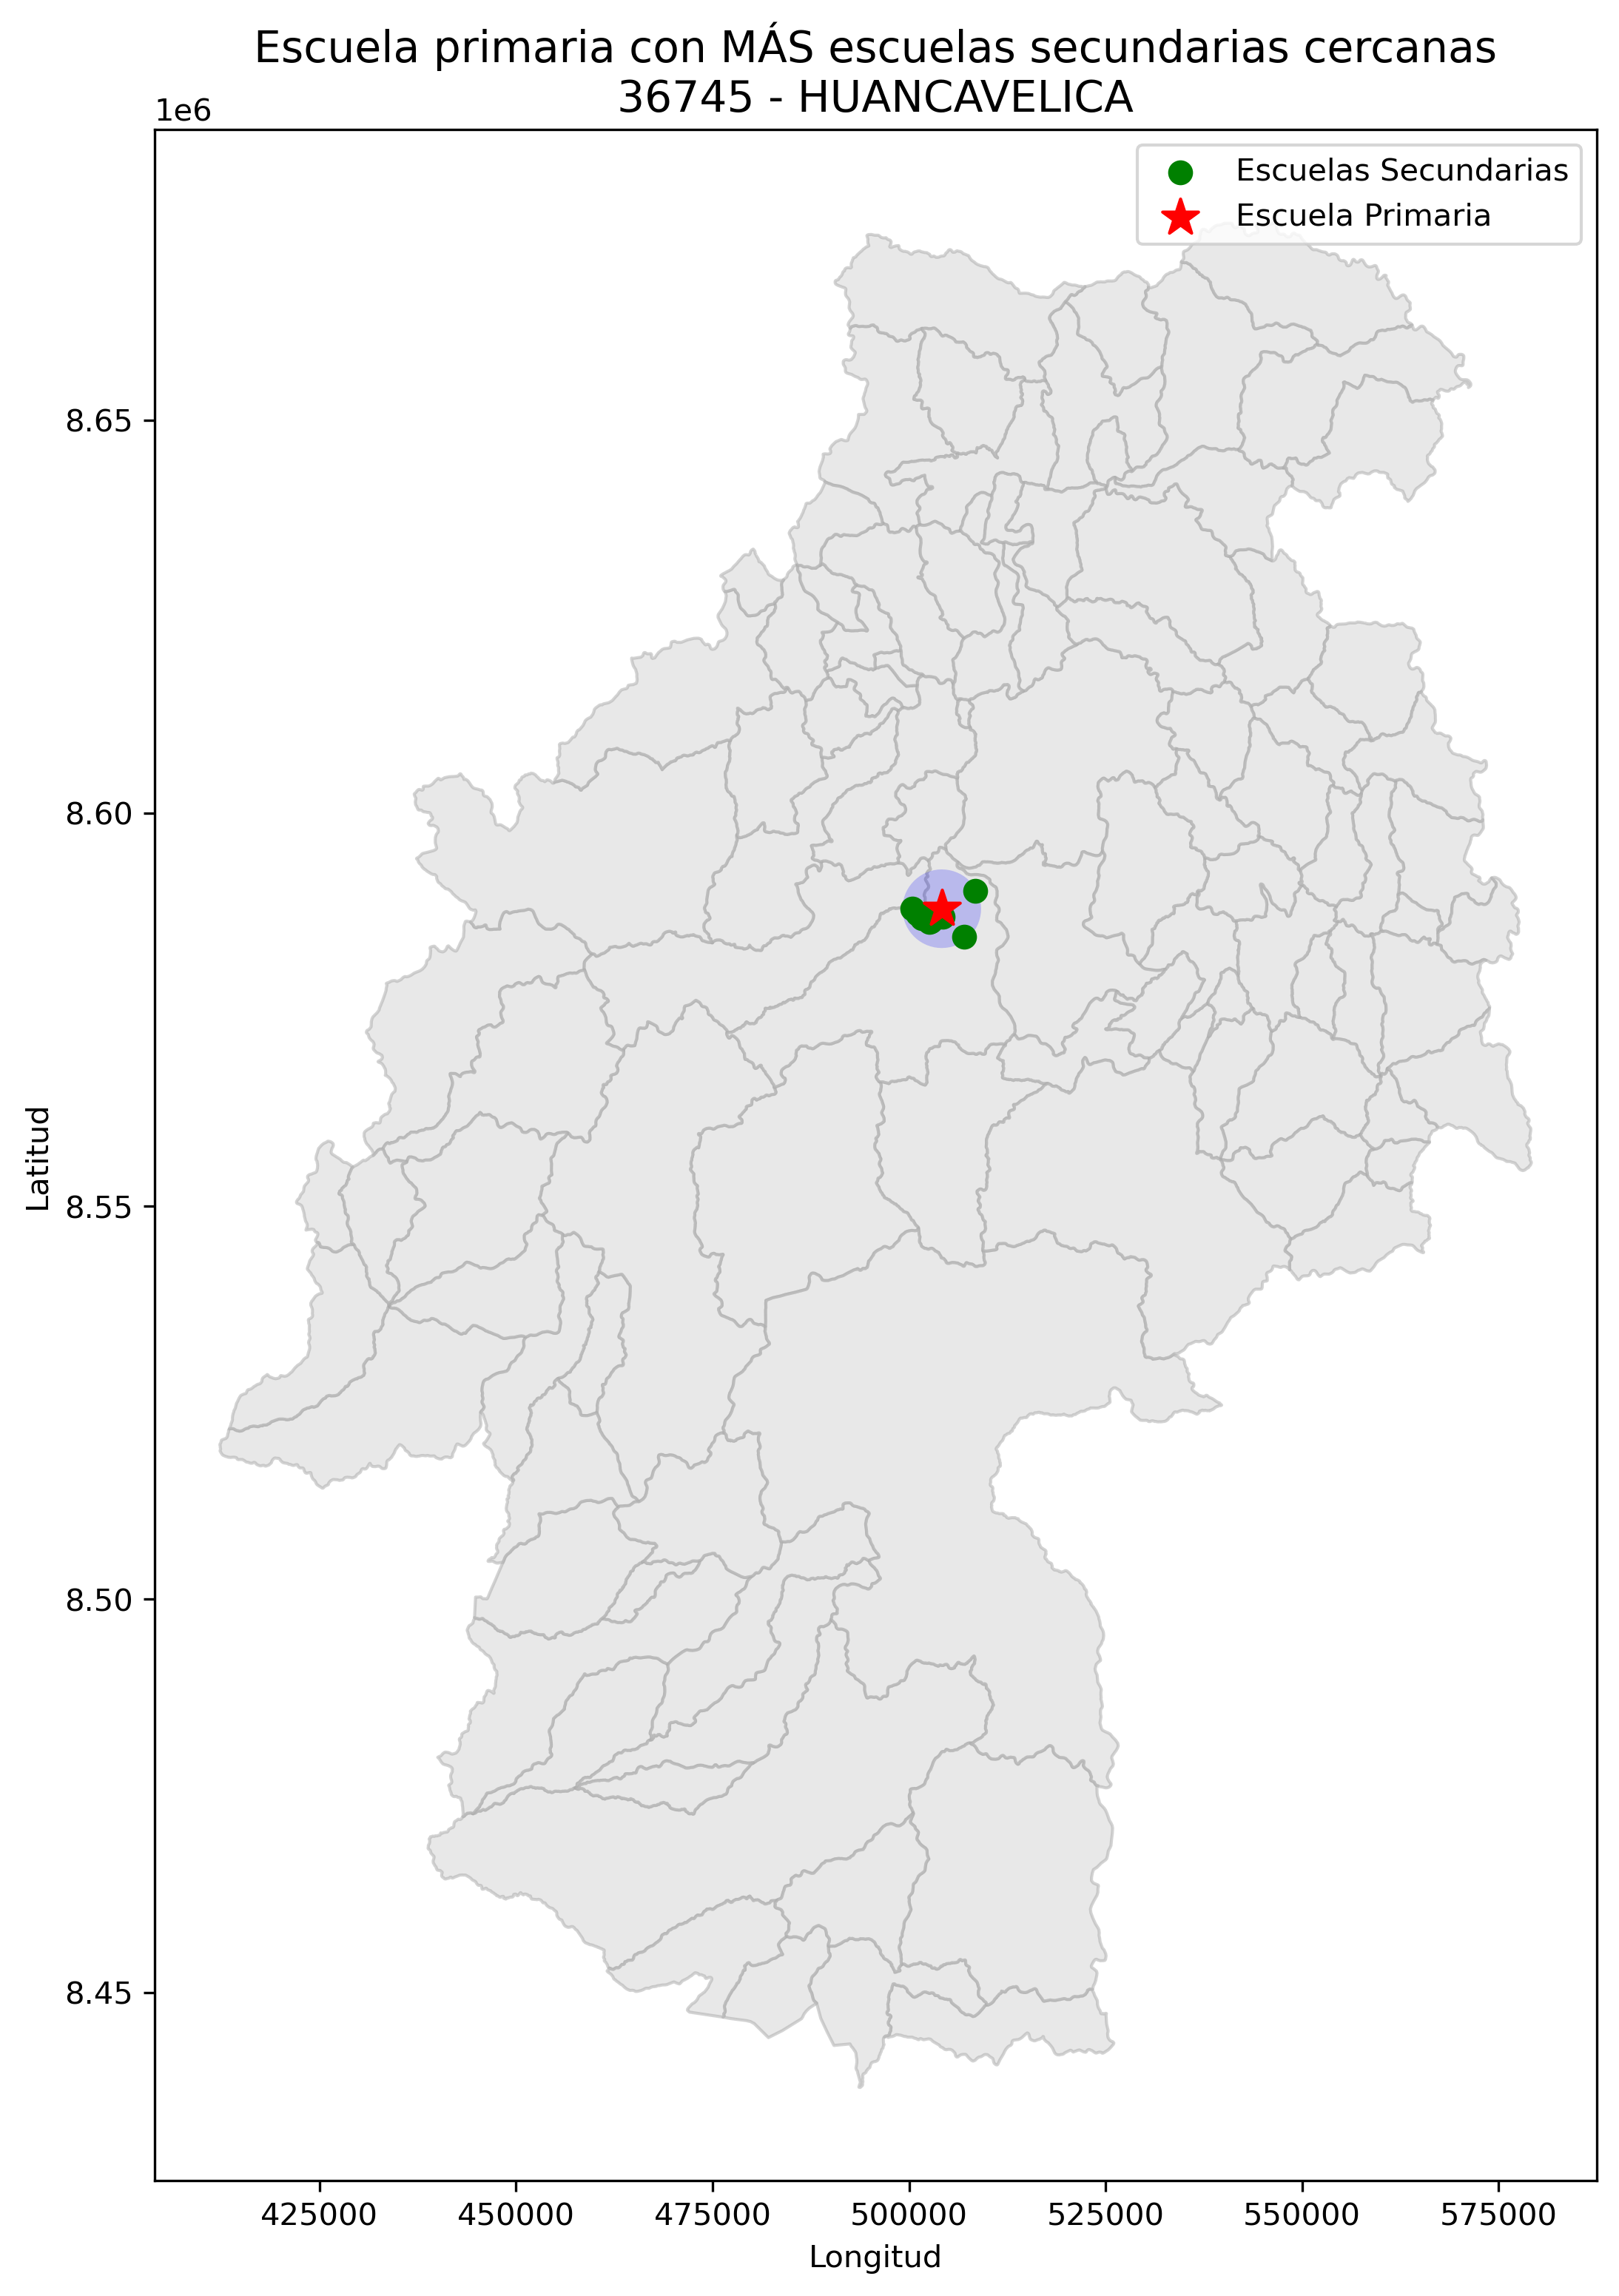 Escuela primaria con MÁS escuelas secundarias cercanas
36745 - HUANCAVELICA
1e6
Escuelas Secundarias
Escuela Primaria
8.65
8.60
8.55
8.50
8.45
Latitud
425000 450000 475000 500000 525000 550000 575000
Longitud